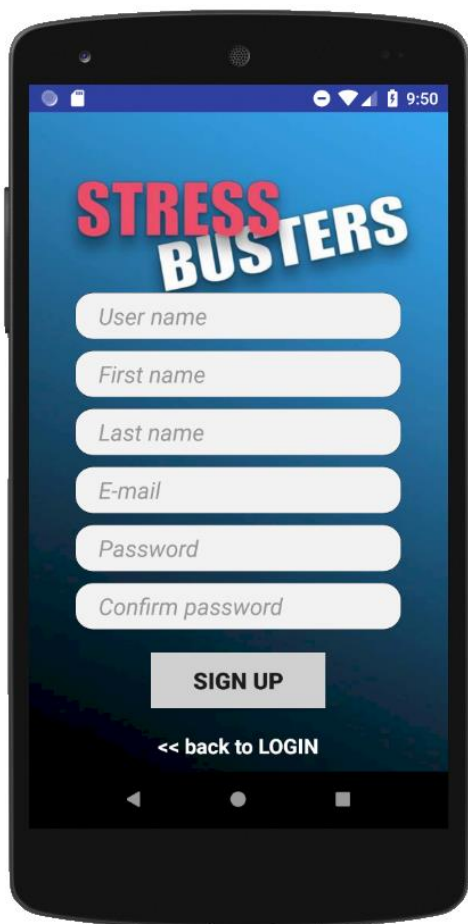 9:50
STRESS
BUSTERS
User name
First name
Last name
E-mail
Password
Confirm password
SIGN UP
<< back to LOGIN